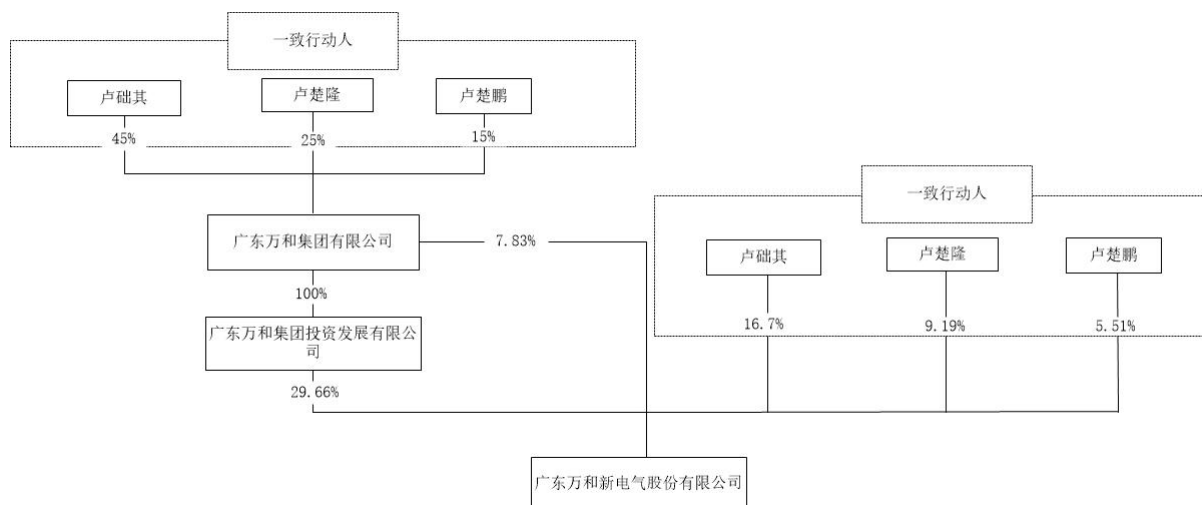 一致行动人
卢础其
卢楚隆
卢楚鹏
45%
25%
15%
一致行动人
广东万和集团有限公司
7.83%
卢础其
卢楚隆
卢楚鹏
100%
广东万和集团投资发展有限公
司
16.7%
9.19%
5.51%
29.66%
广东万和新电气股份有限公司